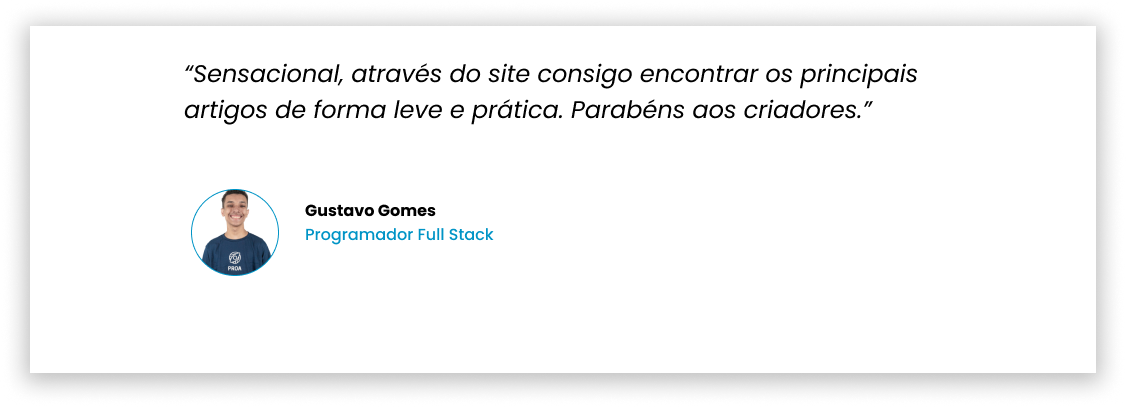 “Sensacional, através do site consigo encontrar os principais
artigos de forma leve e prática. Parabéns aos criadores.”
Gustavo Gomes
Programador Full Stack
PROA